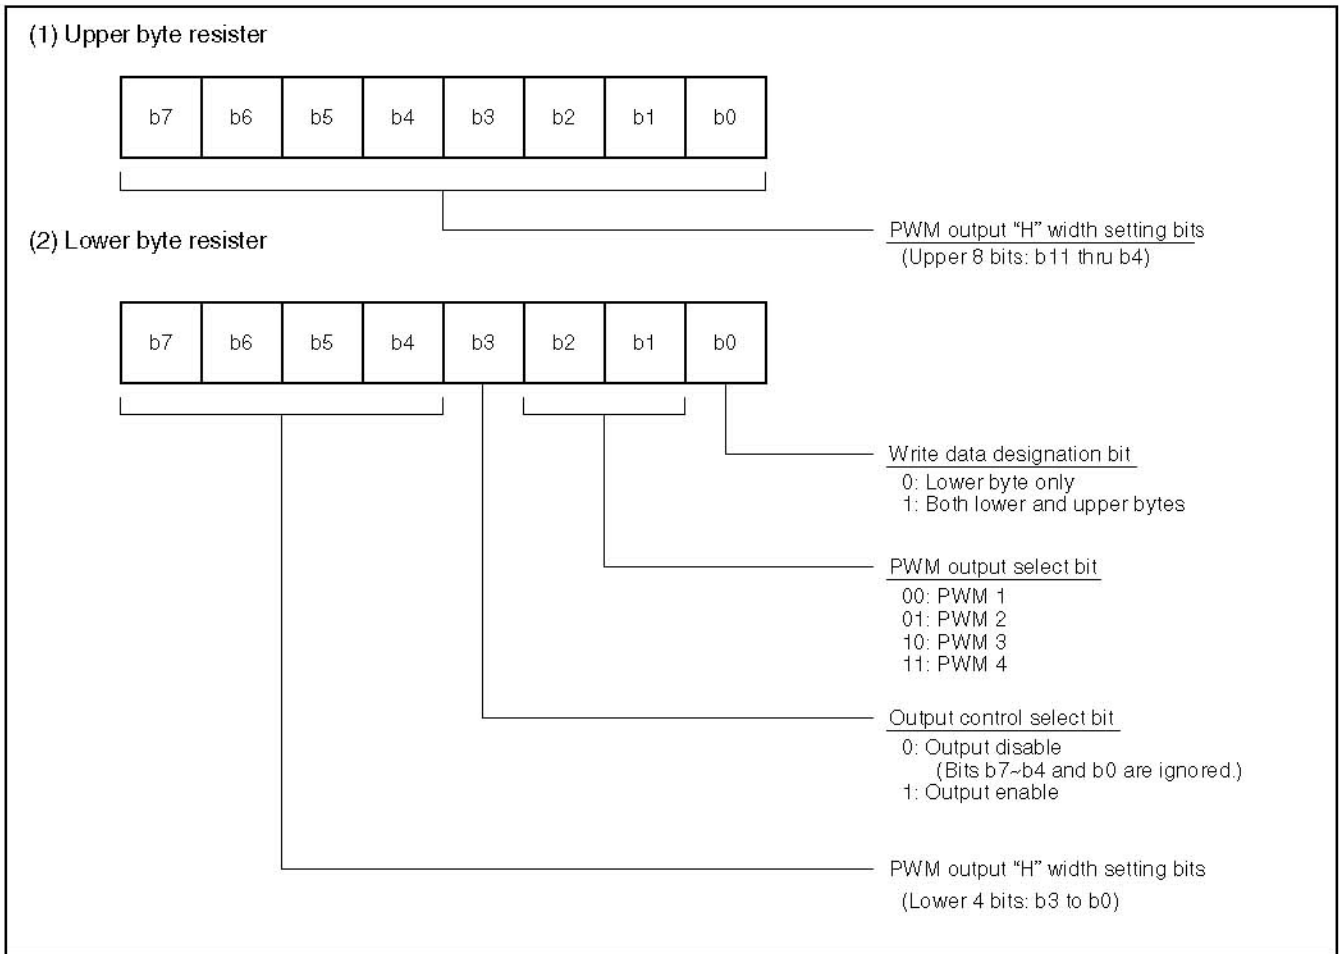 (1) Upper byte resister
b7 b6 b5 b4 b3 b2 b1 b0
PWM output “H” width setting bits
(Upper 8 bits: b11 thru b4)
(2) Lower byte resister
b7 b6 b5 b4 b3 b2 b1 b0
Write data designation bit
0: Lower byte only
1: Both lower and upper bytes
PWM output select bit
00: PWM 1
01: PWM 2
10: PWM 3
11: PWM 4
Output control select bit
0: Output disable
(Bits b7~b4 and b0 are ignored.)
1: Output enable
PWM output “H” width setting bits
(Lower 4 bits: b3 to b0)